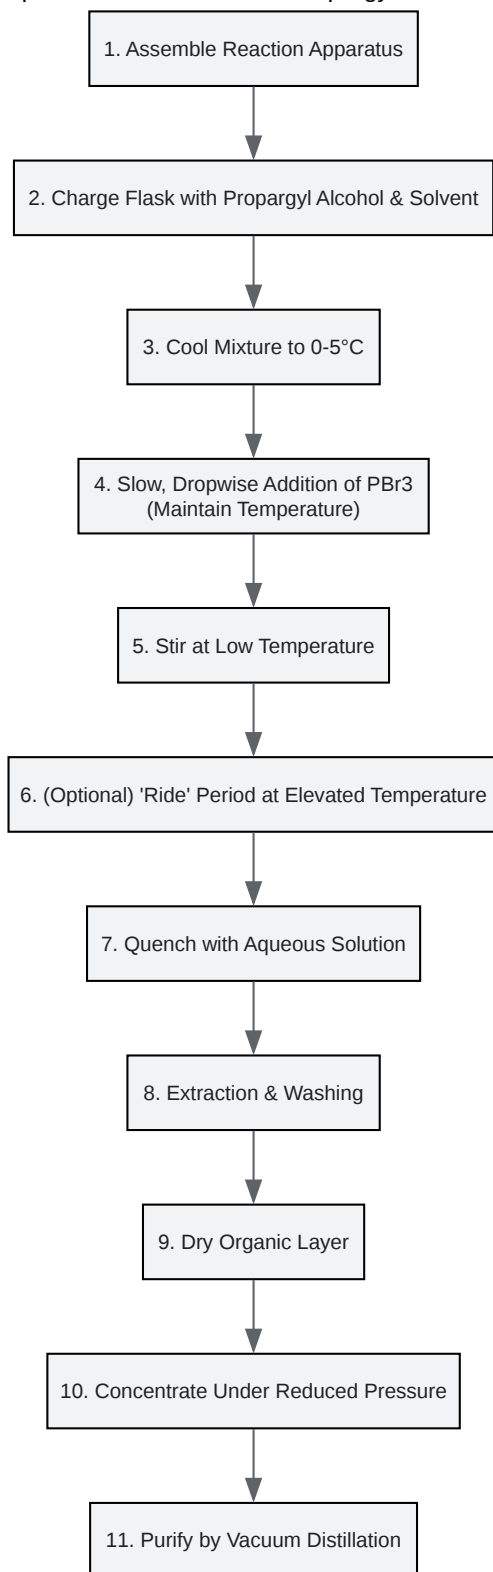 1. Assemble Reaction Apparatus
2. Charge Flask with Propargyl Alcohol & Solvent
3. Cool Mixture to 0-5°C
4. Slow, Dropwise Addition of PBr3
(Maintain Temperature)
5. Stir at Low Temperature
6. (Optional) 'Ride' Period at Elevated Temperature
7. Quench with Aqueous Solution
8. Extraction & Washing
9. Dry Organic Layer
10. Concentrate Under Reduced Pressure
11. Purify by Vacuum Distillation